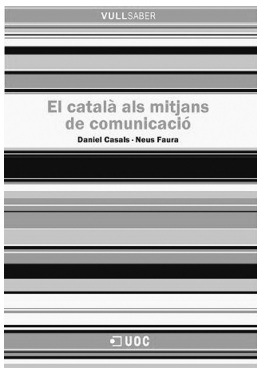 VULLSABER
El català als mitjans
de comunicació
Daniel Casals · Neus Faura
UOC